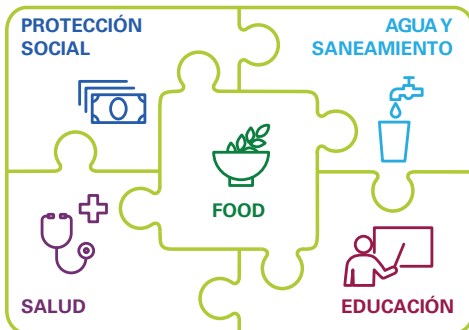 PROTECCIÓN
SOCIAL
AGUA Y
SANEAMIENTO
FOOD
SALUD
EDUCACIÓN